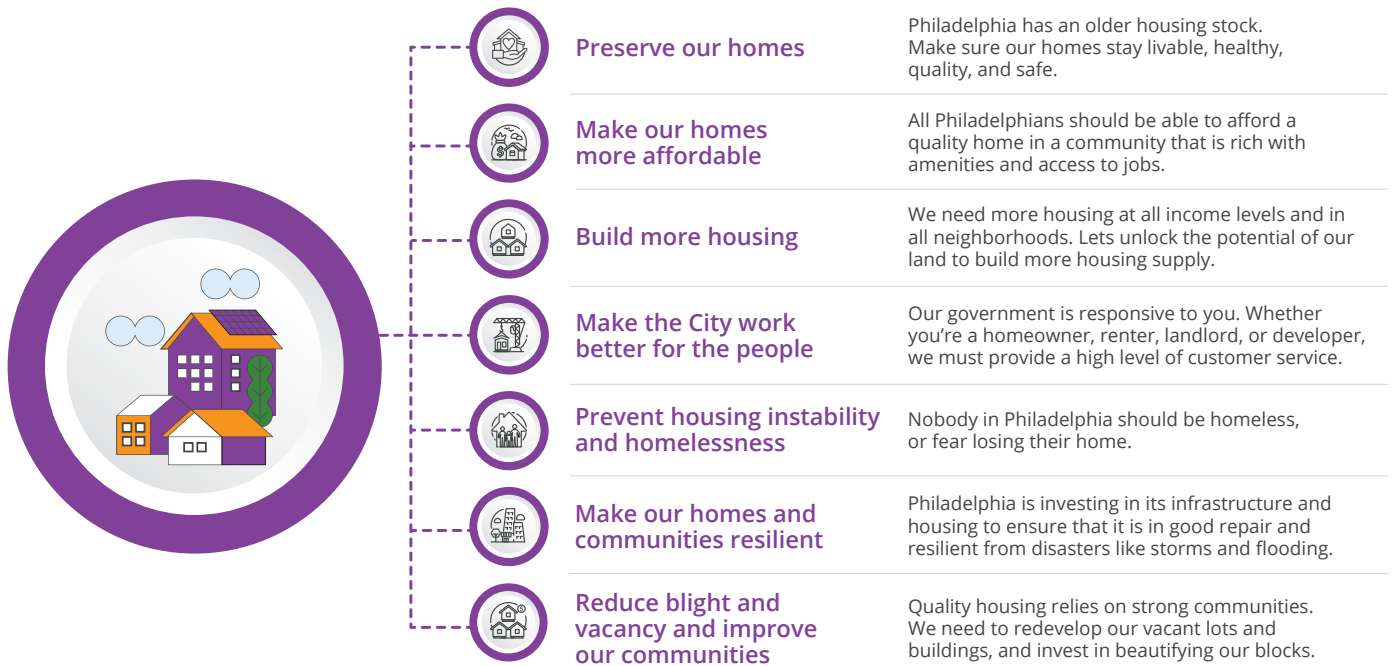 Preserve our homes
Philadelphia has an older housing stock.
Make sure our homes stay livable, healthy,
quality, and safe.
Make our homes
more affordable
All Philadelphians should be able to afford a
quality home in a community that is rich with
amenities and access to jobs.
Build more housing
We need more housing at all income levels and in
all neighborhoods. Lets unlock the potential of our
land to build more housing supply.
Make the City work
better for the people
Our government is responsive to you. Whether
you’re a homeowner, renter, landlord, or developer,
we must provide a high level of customer service.
Prevent housing instability
and homelessness
Nobody in Philadelphia should be homeless,
or fear losing their home.
Make our homes and
communities resilient
Philadelphia is investing in its infrastructure and
housing to ensure that it is in good repair and
resilient from disasters like storms and flooding.
Reduce blight and
vacancy and improve
our communities
Quality housing relies on strong communities.
We need to redevelop our vacant lots and
buildings, and invest in beautifying our blocks.